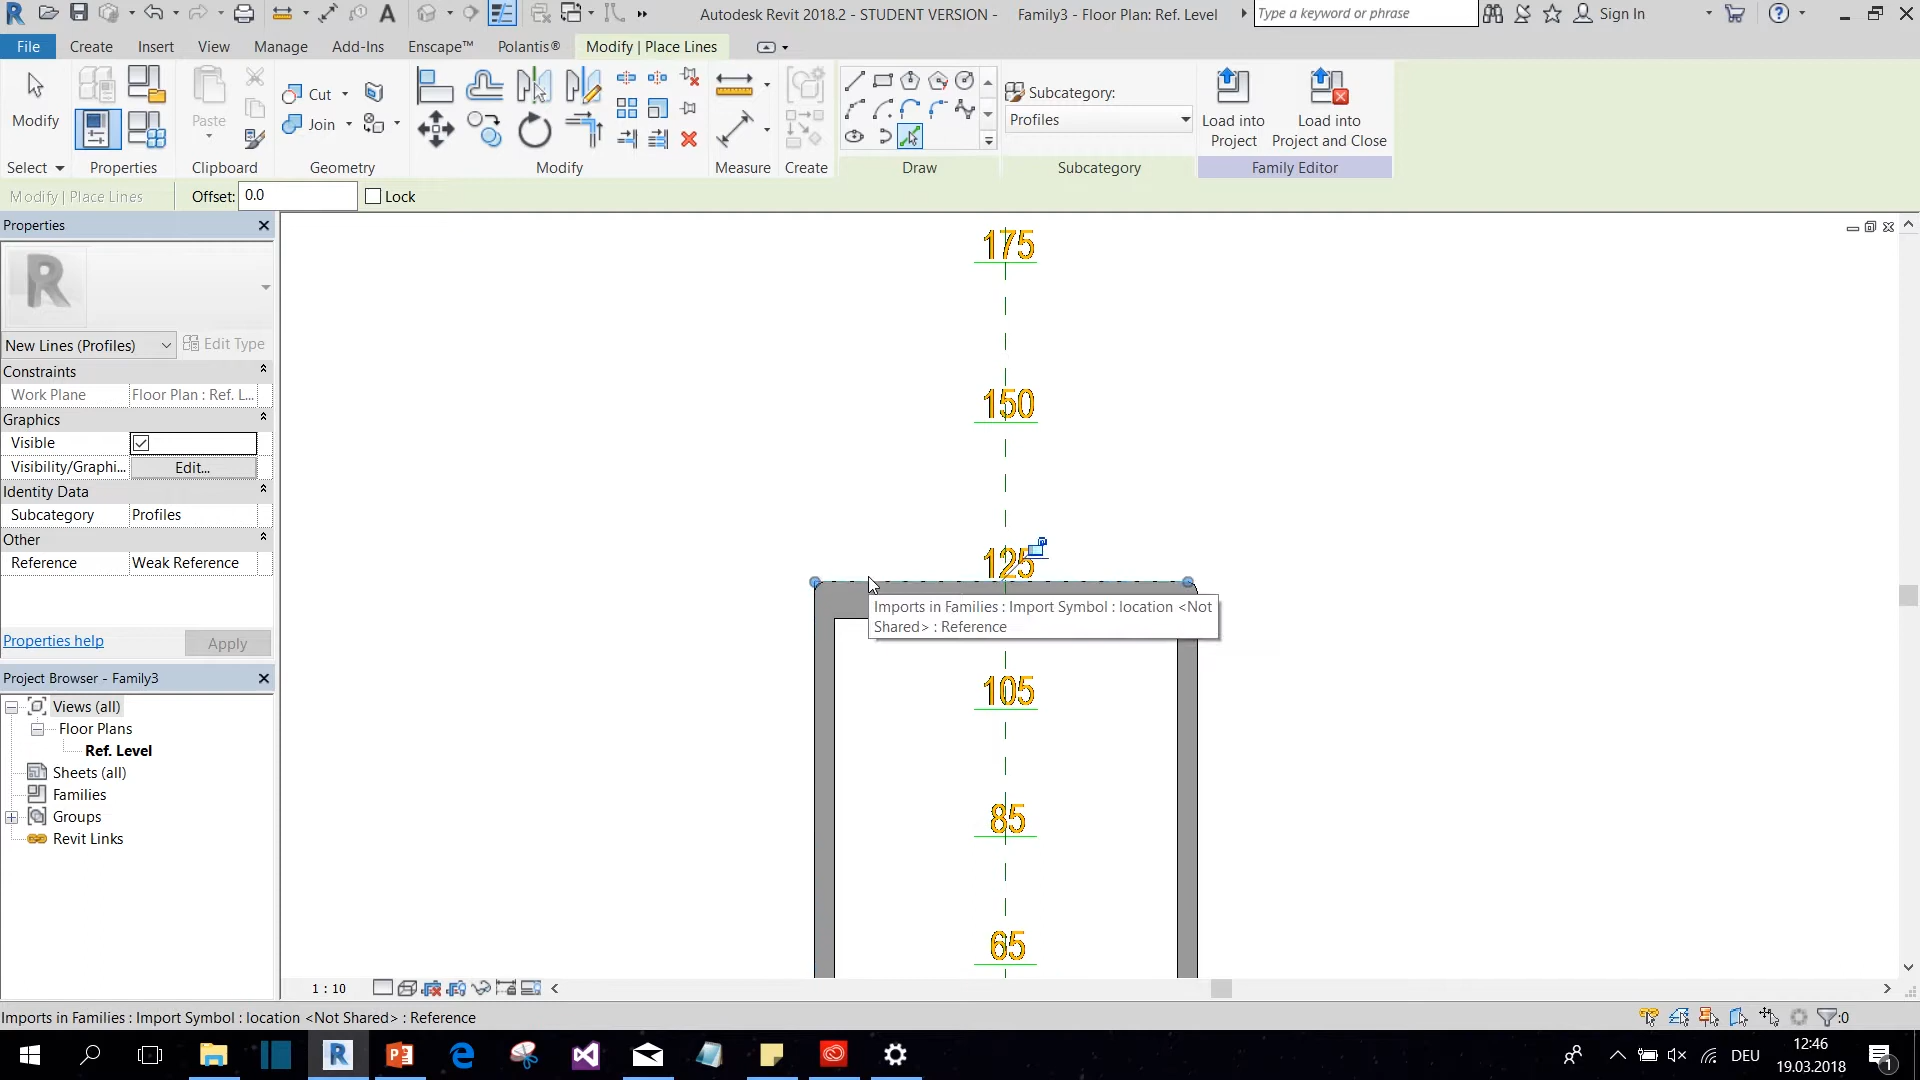 Autodesk Revit 2018.2 - STUDENT VERSION - Family3 - Floor Plan: Ref. Level
Type a keyword or phrase
Sign In
File Create Insert View Manage Add-Ins Enscape™ Polantis® Modify | Place Lines
Modify
Paste
Cut
Join
Subcategory:
Profiles
Load into Project
Load into Project and Close
Select Properties Clipboard Geometry Modify Measure Create Draw Subcategory Family Editor
Modify | Place Lines Offset: 0.0 Lock
Properties
New Lines (Profiles) Edit Type
Constraints
Work Plane Floor Plan : Ref. L...
Graphics
Visible
Visibility/Graphi... Edit...
Identity Data
Subcategory Profiles
Other
Reference Weak Reference
Properties help Apply
Project Browser - Family3
Views (all)
Floor Plans
Ref. Level
Sheets (all)
Families
Groups
Revit Links
175
150
125
Imports in Families : Import Symbol : location <Not
Shared> : Reference
105
85
65
1 : 10
Imports in Families : Import Symbol : location <Not Shared> : Reference
:0
DEU
12:46
19.03.2018
1